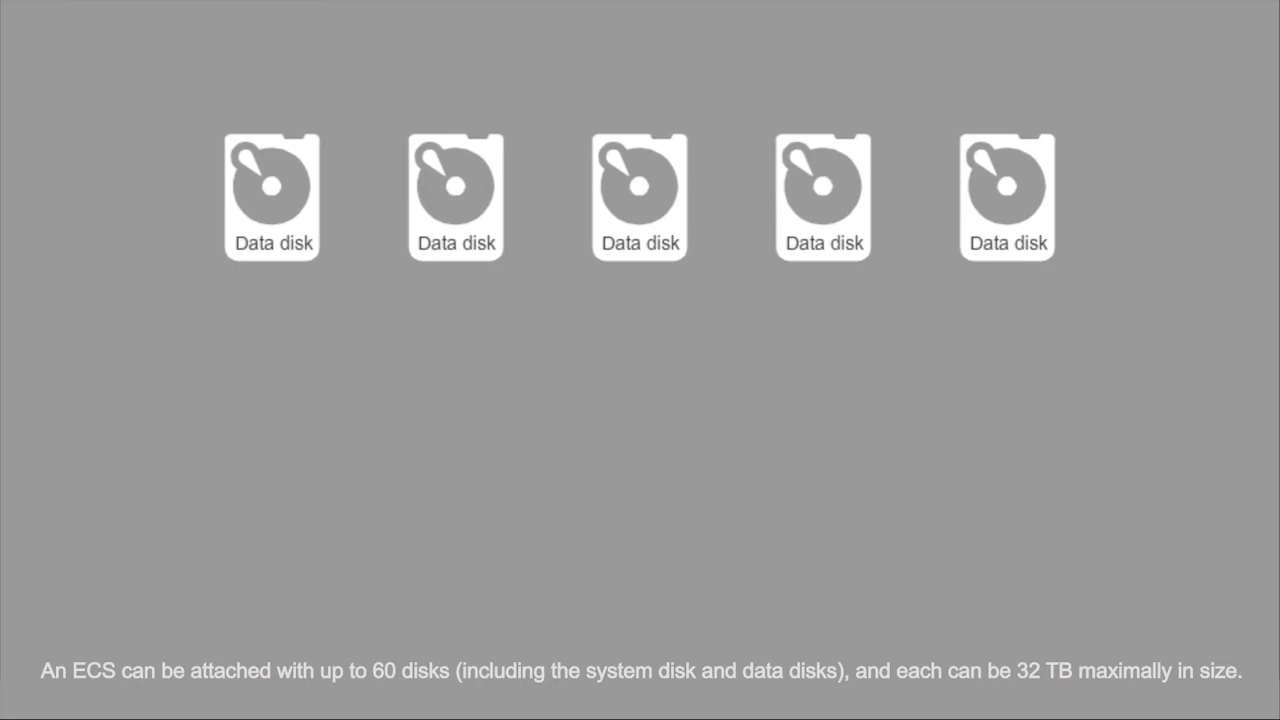 Data disk Data disk Data disk Data disk Data disk
An ECS can be attached with up to 60 disks (including the system disk and data disks), and each can be 32 TB maximally in size.